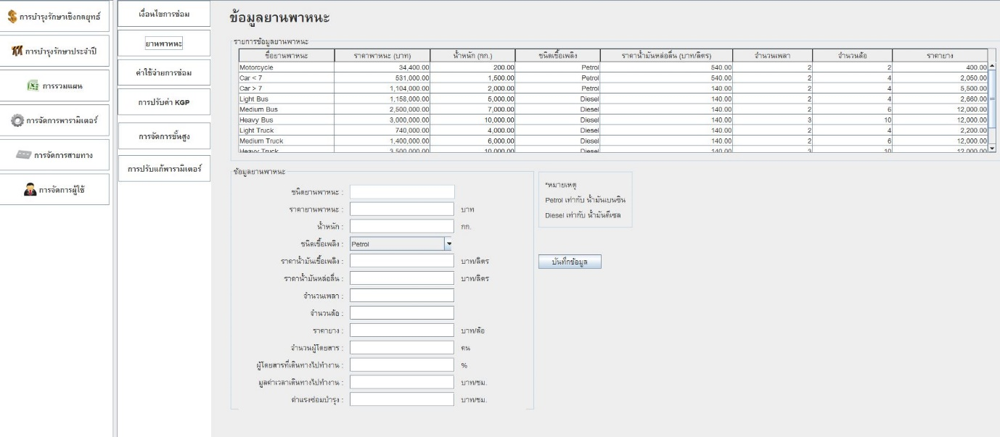 การบำรุงรักษาเชิงกลยุทธ์
การบำรุงรักษาประจำปี
การรวมแผน
การจัดการพารามิเตอร์
การจัดการสายทาง
การจัดการผู้ใช้
เงื่อนไขการซ่อม
ยานพาหนะ
ค่าใช้จ่ายการซ่อม
การปรับค่า KGP
การจัดการขั้นสูง
การปรับแก้พารามิเตอร์
ข้อมูลยานพาหนะ
รายการข้อมูลยานพาหนะ
ชื่อยานพาหนะ ราคาพาหนะ (บาท) น้ำหนัก (กก.) ชนิดเชื้อเพลิง ราคาน้ำมันหล่อลื่น (บาท/ลิตร) จำนวนเพลา จำนวนล้อ ราคายาง
Motorcycle 34,400.00 200.00 Petrol 540.00 2 2 400.00
Car < 7 531,000.00 1,500.00 Petrol 540.00 2 4 2,050.00
Car > 7 1,104,000.00 2,000.00 Petrol 140.00 2 4 5,500.00
Light Bus 1,158,000.00 5,000.00 Diesel 140.00 2 4 2,660.00
Medium Bus 2,500,000.00 7,000.00 Diesel 140.00 2 6 12,000.00
Heavy Bus 3,000,000.00 10,000.00 Diesel 140.00 3 10 12,000.00
Light Truck 740,000.00 4,000.00 Diesel 140.00 2 4 2,200.00
Medium Truck 1,400,000.00 6,000.00 Diesel 140.00 2 6 12,000.00
Heavy Truck 3,500,000.00 10,000.00 Diesel 140.00 3 10 12,000.00
ข้อมูลยานพาหนะ
ชนิดยานพาหนะ :
ราคายานพาหนะ : บาท
น้ำหนัก : กก.
ชนิดเชื้อเพลิง : Petrol
ราคาน้ำมันเชื้อเพลิง : บาท/ลิตร
ราคาน้ำมันหล่อลื่น : บาท/ลิตร
จำนวนเพลา :
จำนวนล้อ :
ราคายาง : บาท/ล้อ
จำนวนผู้โดยสาร : คน
ผู้โดยสารที่เดินทางไปทำงาน : %
มูลค่าเวลาเดินทางไปทำงาน : บาท/ชม.
ค่าแรงซ่อมบำรุง : บาท/ชม.
*หมายเหตุ
Petrol เท่ากับ น้ำมันเบนซิน
Diesel เท่ากับ น้ำมันดีเซล
บันทึกข้อมูล